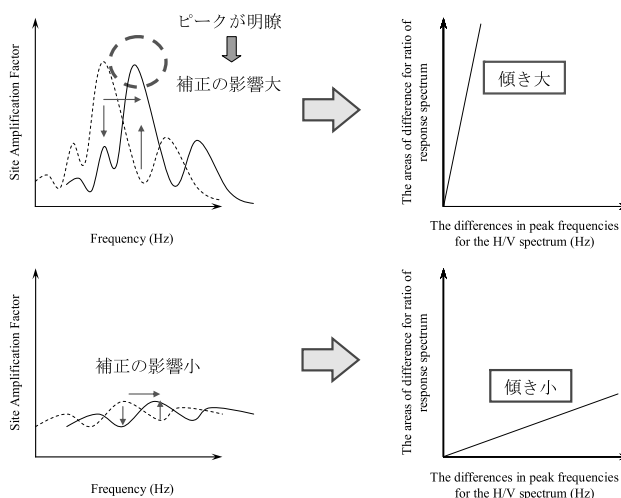 ピークが明瞭
補正の影響大
Site Amplification Factor
Frequency (Hz)
傾き大
The areas of difference for ratio of
response spectrum
The differences in peak frequencies
for the H/V spectrum (Hz)
補正の影響小
Site Amplification Factor
Frequency (Hz)
傾き小
The areas of difference for ratio of
response spectrum
The differences in peak frequencies
for the H/V spectrum (Hz)